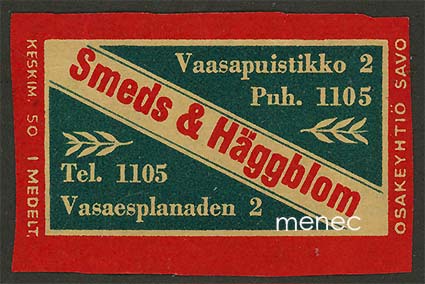 KESKIM. 50 I MEDELT.
Vaasapuistikko 2
Puh. 1105
Smeds & Häggblom
Tel. 1105
Vasaesplanaden 2
OSAKEYHTIÖ SAVO
menec